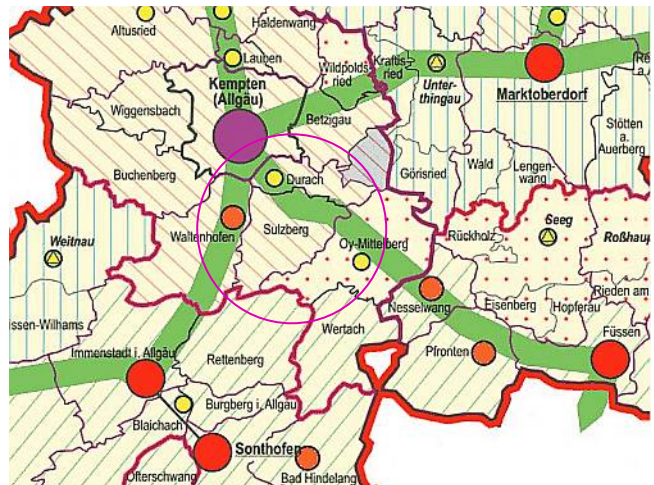 Altusried
Haldenwang
Lauben
Wildpolds-
ried
Kraftis-
ried
Kempten
(Allgäu)
Unter-
thingau
Marktoberdorf
Wiggensbach
Betzigau
Stötten
a.
Auerberg
Buchenberg
Durach
Görisried
Wald
Lengen-
wang
Waltenhofen
Sulzberg
Oy-Mittelberg
Rückholz
Seeg
Roßhaup
Weitnau
Nesselwang
Eisenberg
Hopferau
Rieden am
issen-Wilhams
Wertach
Füssen
Immenstadt i. Allgäu
Rettenberg
Pfronten
Burgberg i. Allgäu
Blaichach
Sonthofen
Ofterschwang
Bad Hindelang